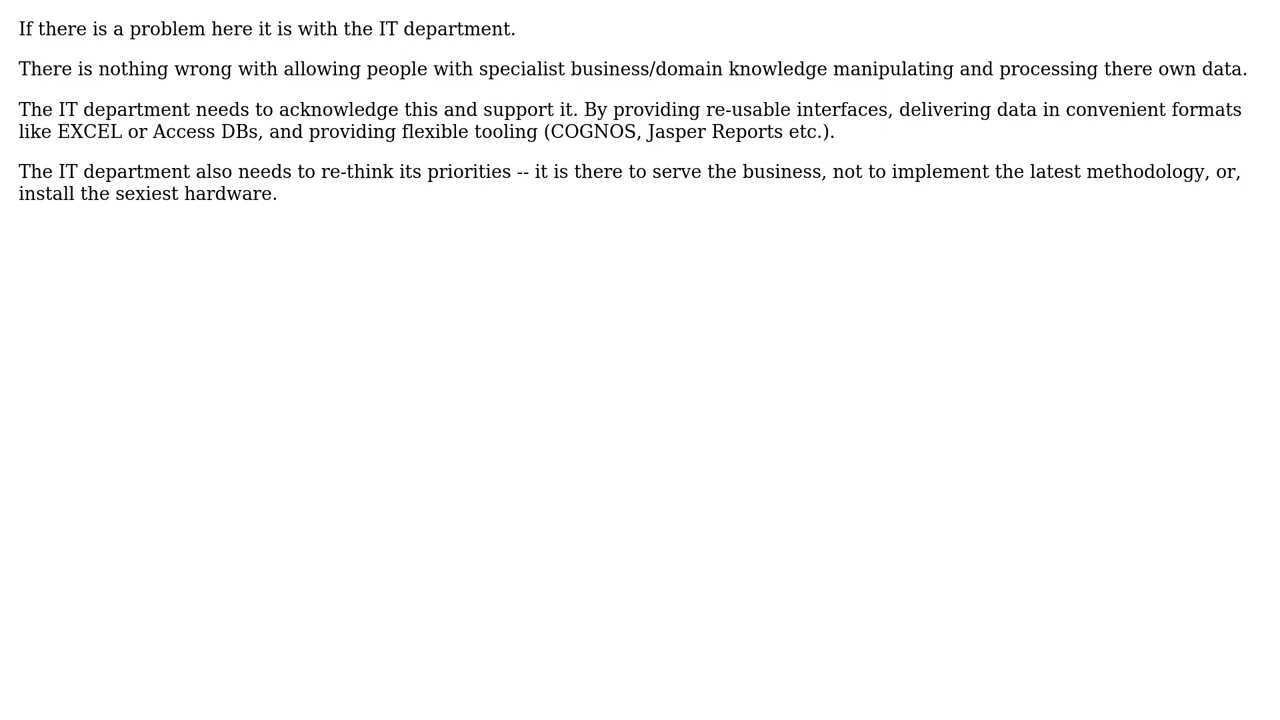 If there is a problem here it is with the IT department.
There is nothing wrong with allowing people with specialist business/domain knowledge manipulating and processing there own data.
The IT department needs to acknowledge this and support it. By providing re-usable interfaces, delivering data in convenient formats
like EXCEL or Access DBs, and providing flexible tooling (COGNOS, Jasper Reports etc.).
The IT department also needs to re-think its priorities -- it is there to serve the business, not to implement the latest methodology, or,
install the sexiest hardware.